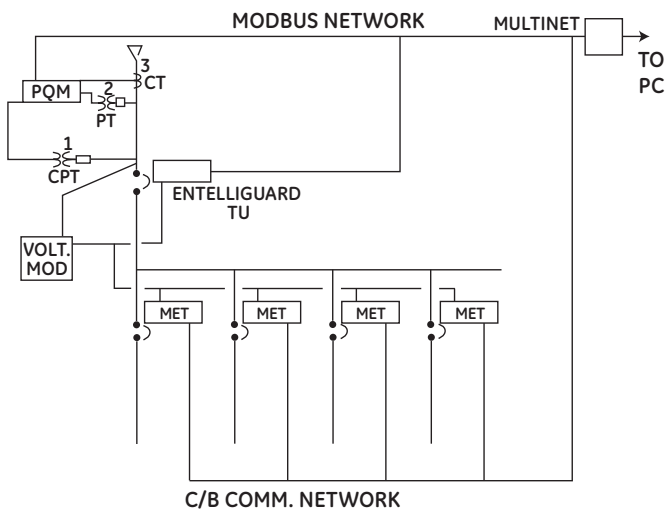 MODBUS NETWORK
MULTINET
TO
PC
3
CT
PQM
2
PT
1
CPT
ENTELLIGUARD
TU
VOLT.
MOD
MET
MET
MET
MET
C/B COMM. NETWORK